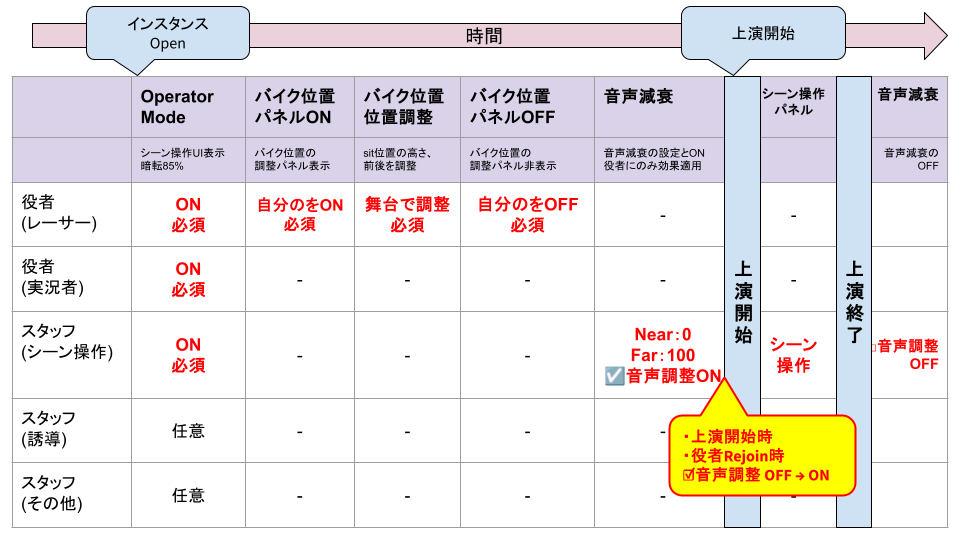 インスタンス
Open
時間
上演開始
Operator
Mode
バイク位置
パネルON
バイク位置
位置調整
バイク位置
パネルOFF
音声減衰
シーン操作
パネル
音声減衰
シーン操作UI表示
暗転85%
バイク位置の
調整パネル表示
sit位置の高さ、
前後を調整
バイク位置の
調整パネル非表示
音声減衰の設定とON
役者にのみ効果適用
音声減衰の
OFF
役者
(レーサー)
ON
必須
自分のをON
必須
舞台で調整
必須
自分のをOFF
必須
-
-
役者
(実況者)
ON
必須
-
-
-
-
-
上演開始
上演終了
スタッフ
(シーン操作)
ON
必須
-
-
-
Near：0
Far：100
☑音声調整ON
シーン
操作
□音声調整
OFF
スタッフ
(誘導)
任意
-
-
-
-
・上演開始時
・役者Rejoin時
☑音声調整 OFF→ON
スタッフ
(その他)
任意
-
-
-
-
-